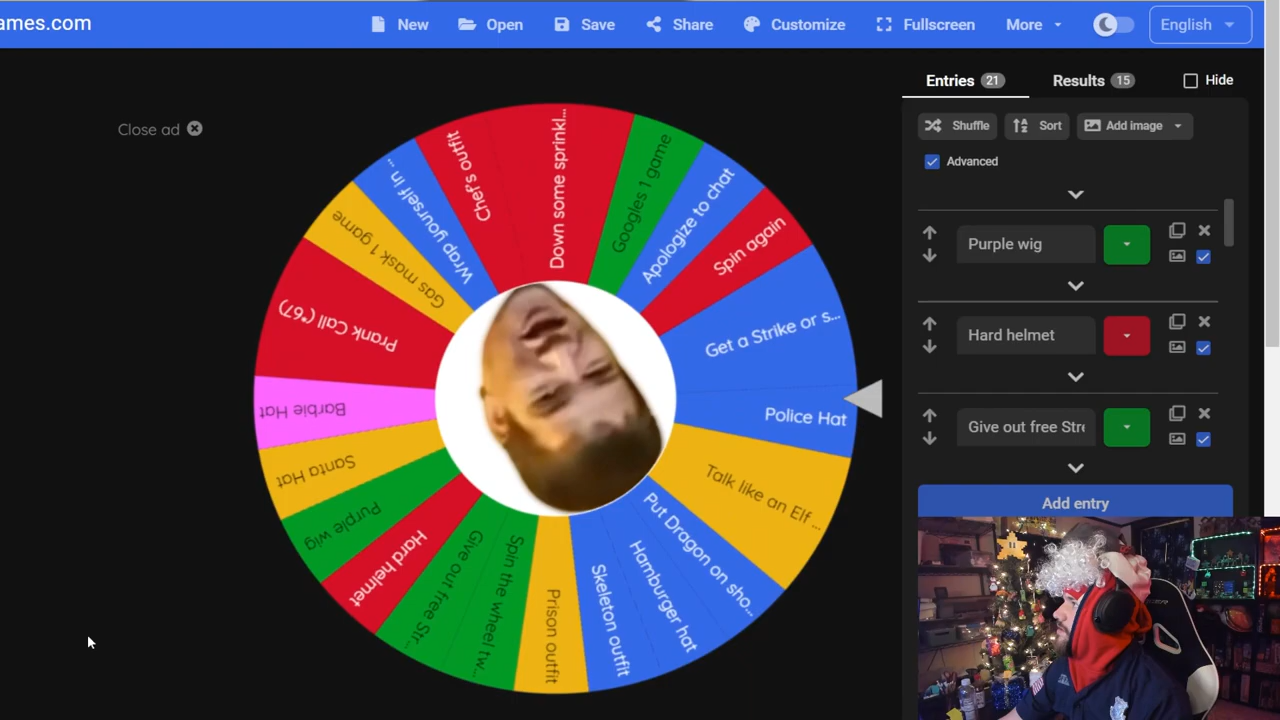 ames.com
New
Open
Save
Share
Customize
Fullscreen
More
English
Close ad
Entries 21
Results 15
Hide
Shuffle
Sort
Add image
Advanced
Purple wig
Hard helmet
Give out free Stre
Add entry
Down some sprinkl...
Googles 1 game
Apologize to chat
Spin again
Get a Strike or s...
Police Hat
Talk like an Elf ...
Put Dragon on sho...
Hamburger hat
Skeleton outfit
Prison outfit
Spin the wheel tw...
Give out free Str...
Hard helmet
Purple wig
Santa Hat
Barbie Hat
Prank Call (*67)
Gas mask 1 game
Wrap yourself in ...
Chef's outfit